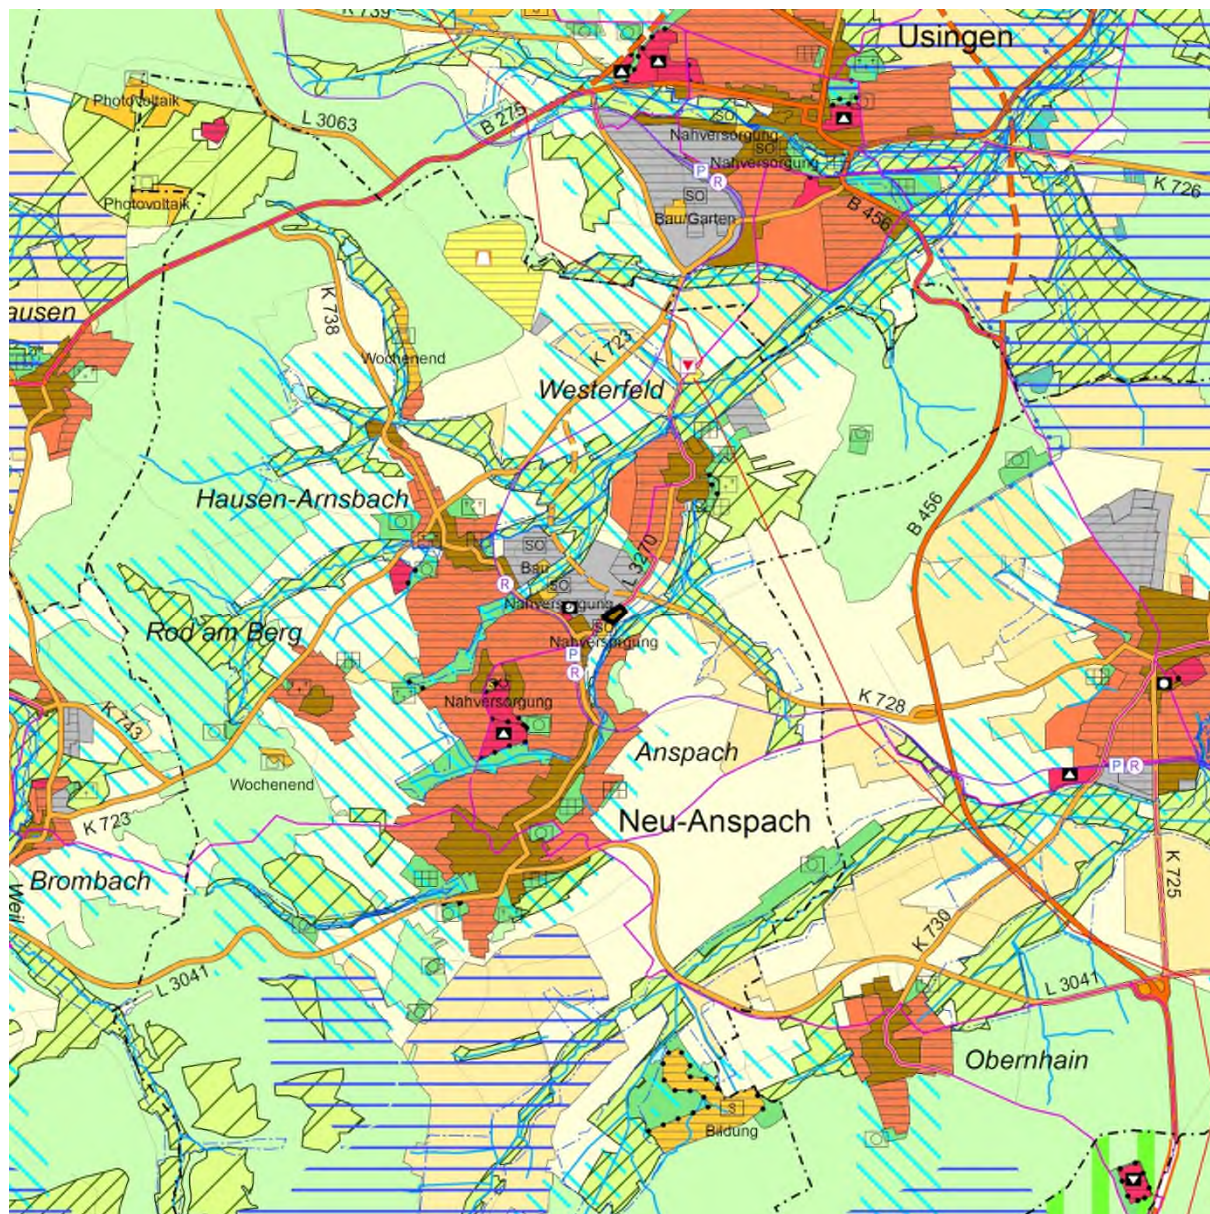 K 739
Usingen
Photovoltaik
L 3063
B 275
SO
Nahversorgung
SO
Nahversorgung
P
R
K 726
SO
Photovoltaik
Bau/Garten
B 456
ausen
K 738
K 723
Wochenend
Westerfeld
Hausen-Arnsbach
B 456
SO
Bau
L 3270
SO
R
Nahversorgung
SO
Nahversorgung
Rod am Berg
P
R
Nahversorgung
K 728
K 743
Anspach
P R
Wochenend
Neu-Anspach
K 723
K 725
Brombach
Weil
K 730
L 3041
L 3041
Obernhain
S
Bildung